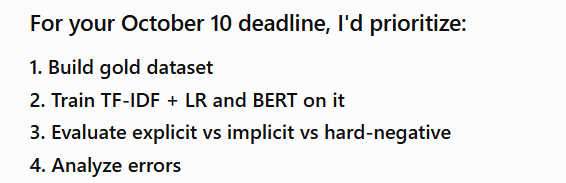 For your October 10 deadline, I'd prioritize:
1. Build gold dataset
2. Train TF-IDF + LR and BERT on it
3. Evaluate explicit vs implicit vs hard-negative
4. Analyze errors